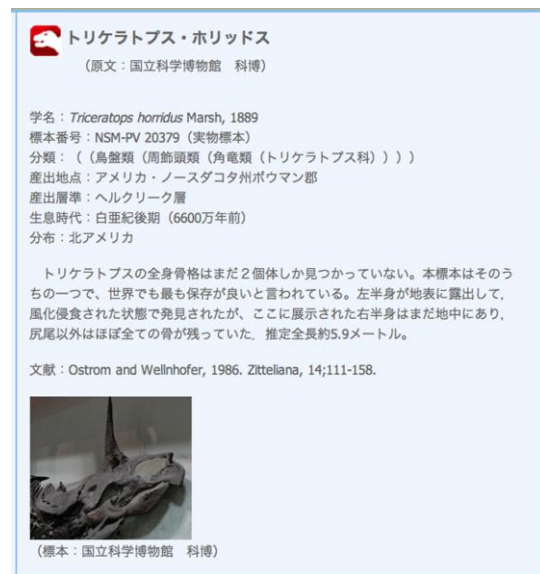 トリケラトプス・ホリッドス
（原文：国立科学博物館　科博）
学名：Triceratops horridus Marsh, 1889
標本番号：NSM-PV 20379（実物標本）
分類：（（鳥盤類（周飾頭類（角竜類（トリケラトプス科））））
産出地点：アメリカ・ノースダコタ州ボウマン郡
産出層準：ヘルクリーク層
生息時代：白亜紀後期（6600万年前）
分布：北アメリカ
トリケラトプスの全身骨格はまだ２個体しか見つかっていない。本標本はそのう
ちの一つで、世界でも最も保存が良いと言われている。左半身が地表に露出して，
風化侵食された状態で発見されたが、ここに展示された右半身はまだ地中にあり，
尻尾以外はほぼ全ての骨が残っていた．推定全長約5.9メートル。
文献：Ostrom and Wellnhofer, 1986. Zitteliana, 14;111-158.
（標本：国立科学博物館　科博）